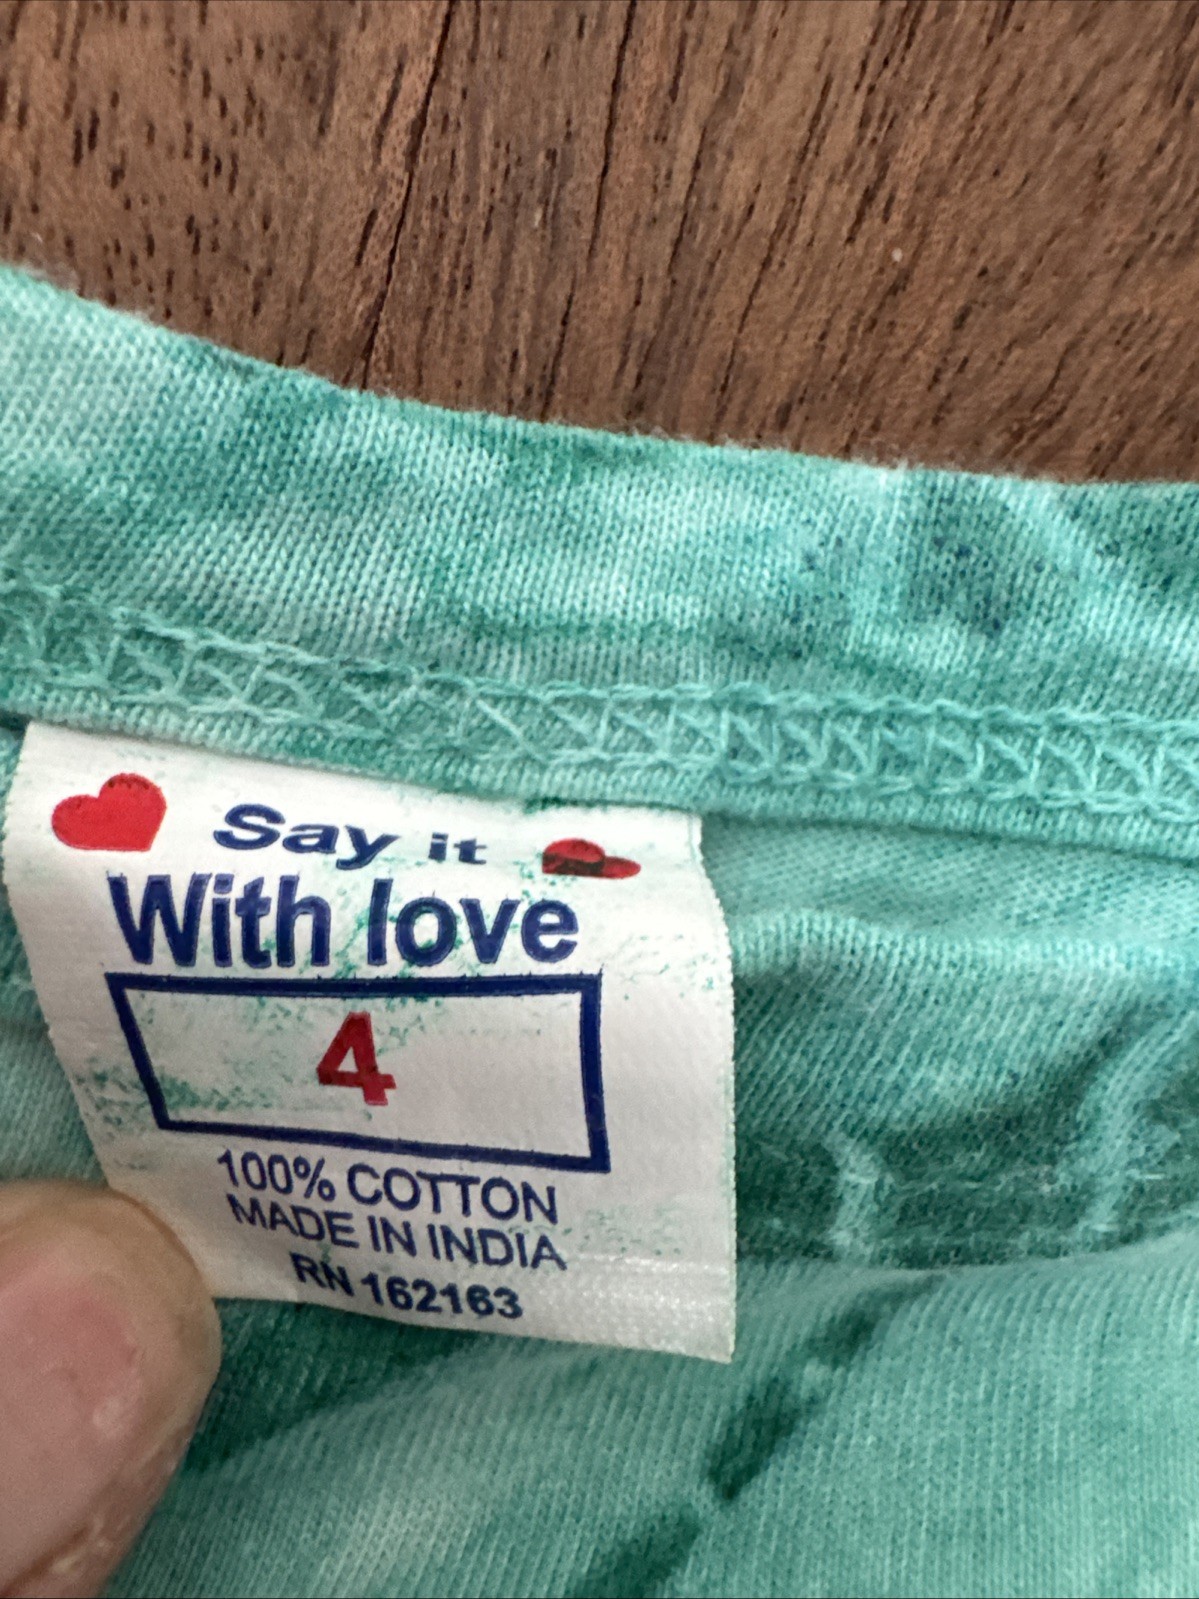 Say it
With love
4
100% COTTON
MADE IN INDIA
RN 162163